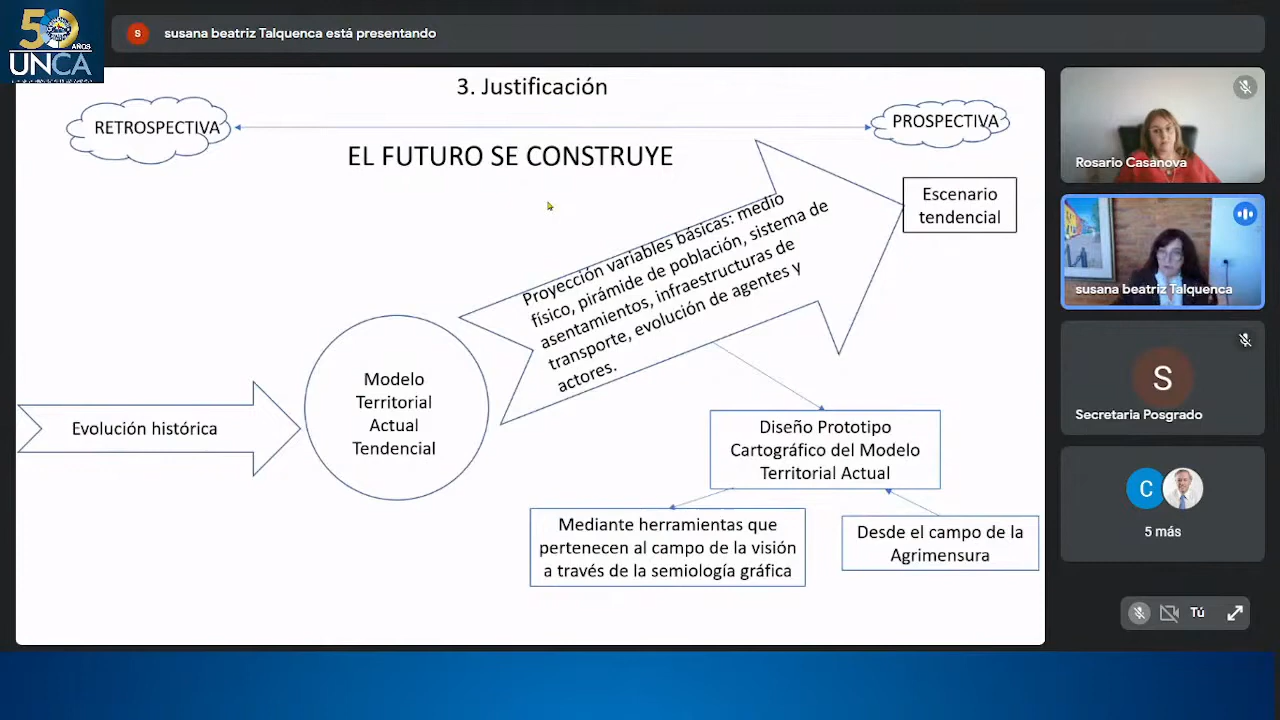 50
AÑOS
UNCA
S
susana beatriz Talquenca está presentando
3. Justificación
RETROSPECTIVA
PROSPECTIVA
EL FUTURO SE CONSTRUYE
Escenario
tendencial
Proyección variables básicas: medio
físico, pirámide de población, sistema de
asentamientos, infraestructuras de
transporte, evolución de agentes y
actores.
Modelo
Territorial
Actual
Tendencial
Evolución histórica
Diseño Prototipo
Cartográfico del Modelo
Territorial Actual
Mediante herramientas que
pertenecen al campo de la visión
a través de la semiología gráfica
Desde el campo de la
Agrimensura
Rosario Casanova
susana beatriz Talquenca
S
Secretaria Posgrado
C
5 más
Tú